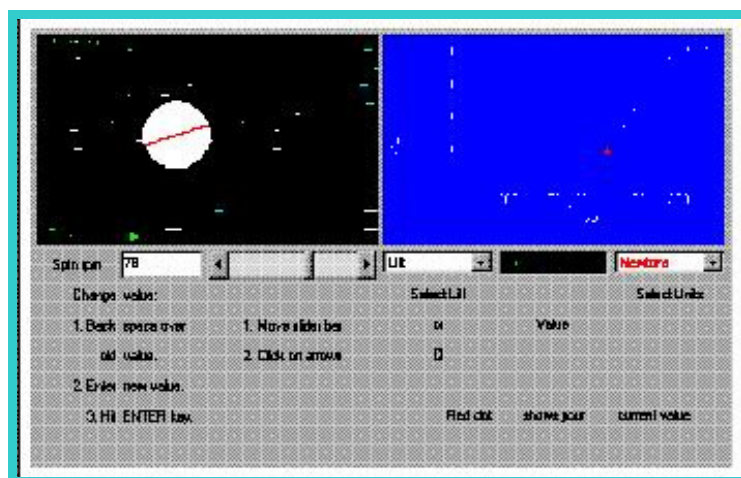 Spin rpm 78 Lift Newtons
Change value: Select Lift Select Units
1. Back space over 1. Move slider bar or Value
old value. 2. Click on arrows D
2. Enter new value.
3. Hit ENTER key. Red dot shows your current value